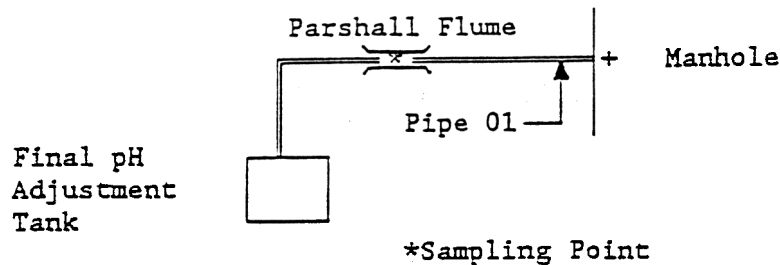 Parshall Flume
*
+ Manhole
Pipe 01
Final pH
Adjustment
Tank
*Sampling Point